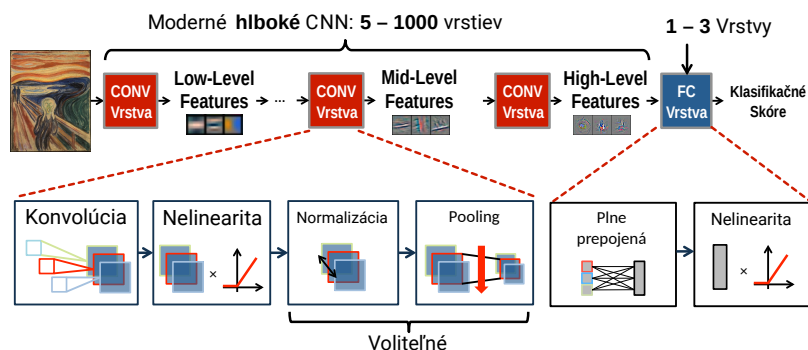 Moderné hlboké CNN: 5 – 1000 vrstiev
1 – 3 Vrstvy
CONV
Vrstva
Low-Level
Features
...
CONV
Vrstva
Mid-Level
Features
CONV
Vrstva
High-Level
Features
FC
Vrstva
Klasifikačné
Skóre
Konvolúcia
Nelinearita
×
Normalizácia
Pooling
Plne
prepojená
Nelinearita
×
Voliteľné